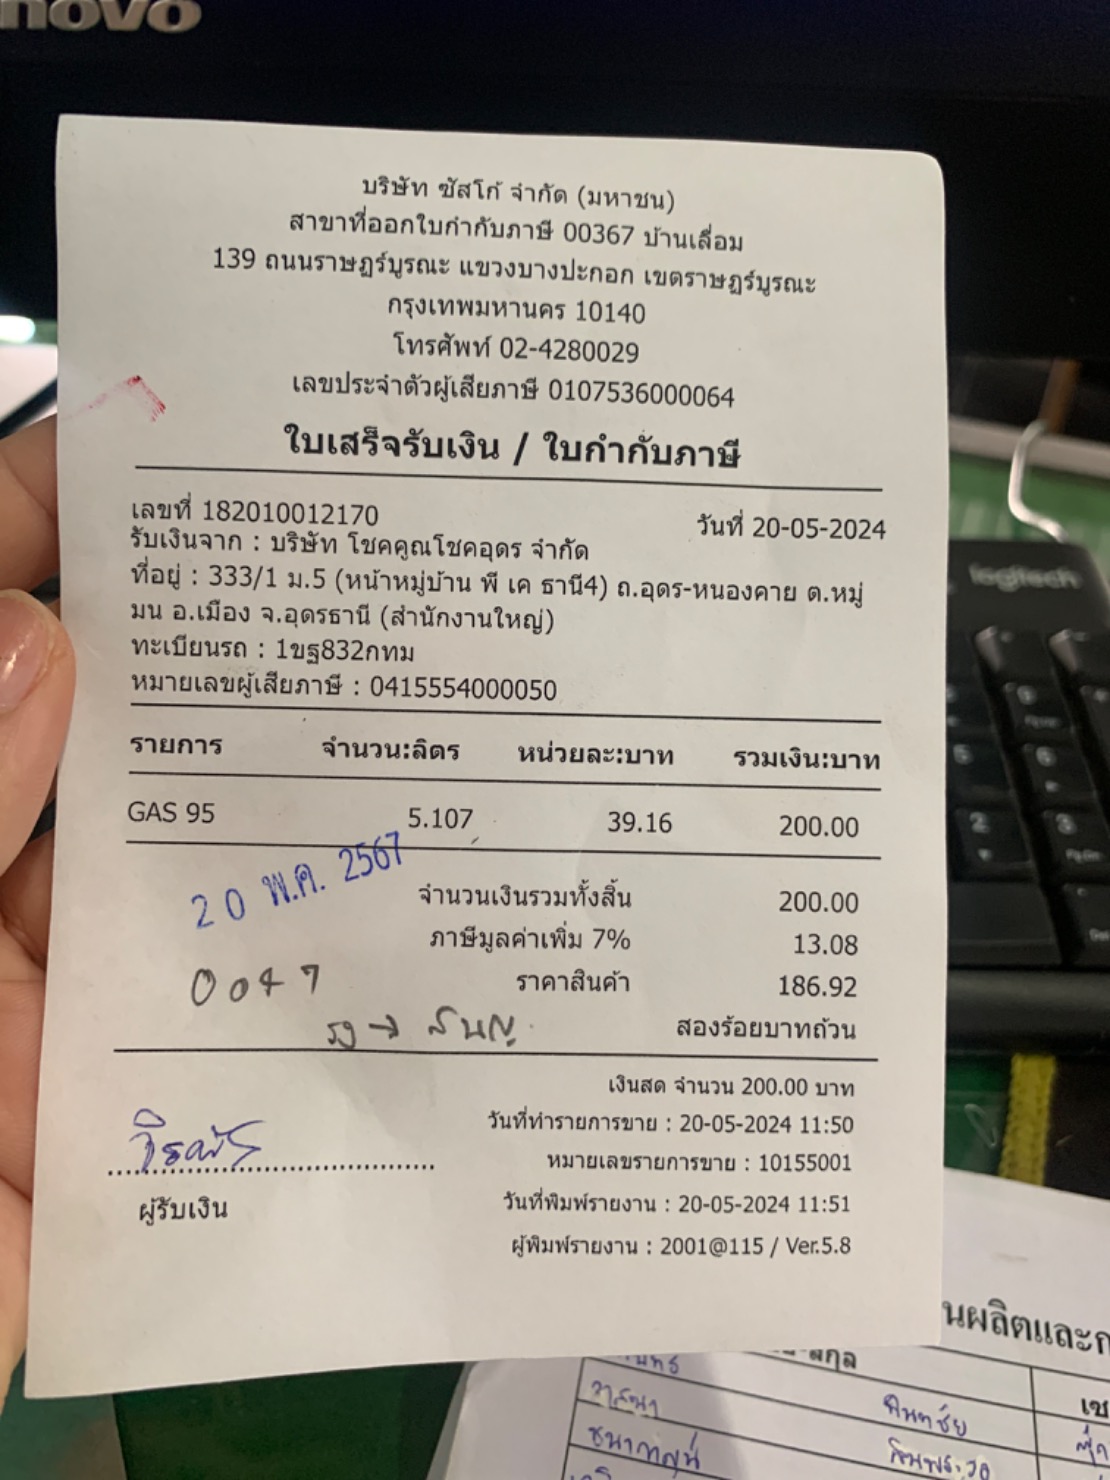 novo
บริษัท ซัสโก้ จำกัด (มหาชน)
สาขาที่ออกใบกำกับภาษี 00367 บ้านเลื่อม
139 ถนนราษฎร์บูรณะ แขวงบางปะกอก เขตราษฎร์บูรณะ
กรุงเทพมหานคร 10140
โทรศัพท์ 02-4280029
เลขประจำตัวผู้เสียภาษี 0107536000064
ใบเสร็จรับเงิน / ใบกำกับภาษี
เลขที่ 182010012170 วันที่ 20-05-2024
รับเงินจาก : บริษัท โชคคูณโชคอุดร จำกัด
ที่อยู่ : 333/1 ม.5 (หน้าหมู่บ้าน พี เค ธานี4) ถ.อุดร-หนองคาย ต.หมู่
มน อ.เมือง จ.อุดรธานี (สำนักงานใหญ่)
ทะเบียนรถ : 1ขฐ832กทม
หมายเลขผู้เสียภาษี : 0415554000050
รายการ จำนวน:ลิตร หน่วยละ:บาท รวมเงิน:บาท
GAS 95 5.107 39.16 200.00
20 พ.ค. 2567
จำนวนเงินรวมทั้งสิ้น 200.00
ภาษีมูลค่าเพิ่ม 7% 13.08
0047
ราคาสินค้า 186.92
สองร้อยบาทถ้วน
เงินสด จำนวน 200.00 บาท
วันที่ทำรายการขาย : 20-05-2024 11:50
หมายเลขรายการขาย : 10155001
ผู้รับเงิน
วันที่พิมพ์รายงาน : 20-05-2024 11:51
ผู้พิมพ์รายงาน : 2001@115 / Ver.5.8
logitech
นผลิตและก
สกุล
เช
วาสนา